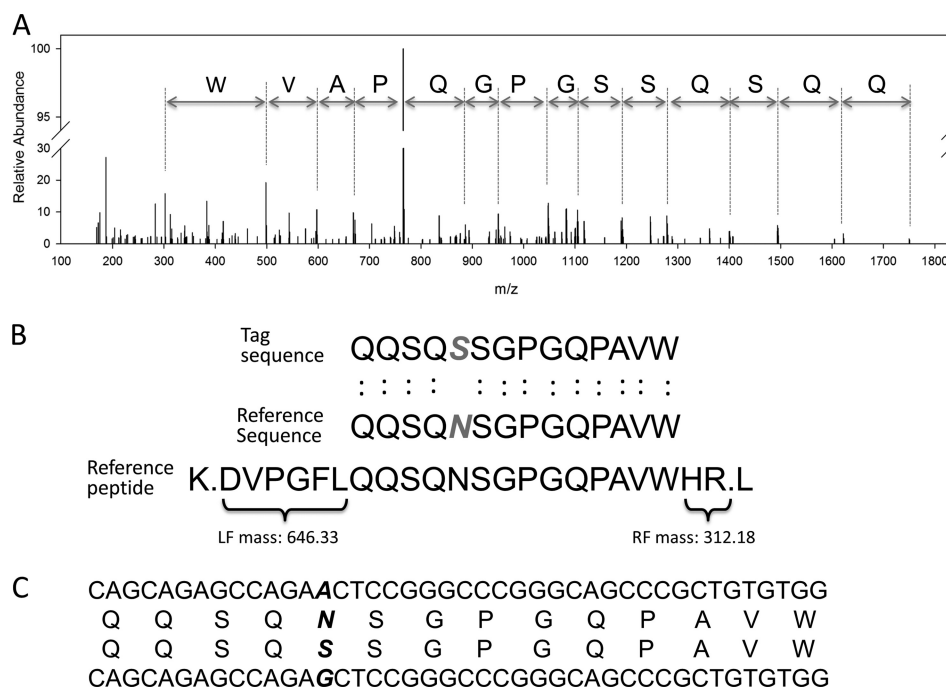 A
100
95
30
20
10
0
Relative Abundance
W V A P Q G P G S S Q S Q Q
100 200 300 400 500 600 700 800 900 1000 1100 1200 1300 1400 1500 1600 1700 1800
m/z
B
Tag
sequence
QQSQSSGPGQPAVW
: : : : : : : : : : : : :
Reference
Sequence
QQSQNSGPGQPAVW
Reference
peptide
K.DVPGFLQQSQNSGPGQPAVWHR.L
LF mass: 646.33
RF mass: 312.18
C
CAGCAGAGCCAGAACTCCGGGCCCGGGCAGCCCGCTGTGTGG
Q Q S Q N S G P G Q P A V W
Q Q S Q S S G P G Q P A V W
CAGCAGAGCCAGAGCTCCGGGCCCGGGCAGCCCGCTGTGTGG